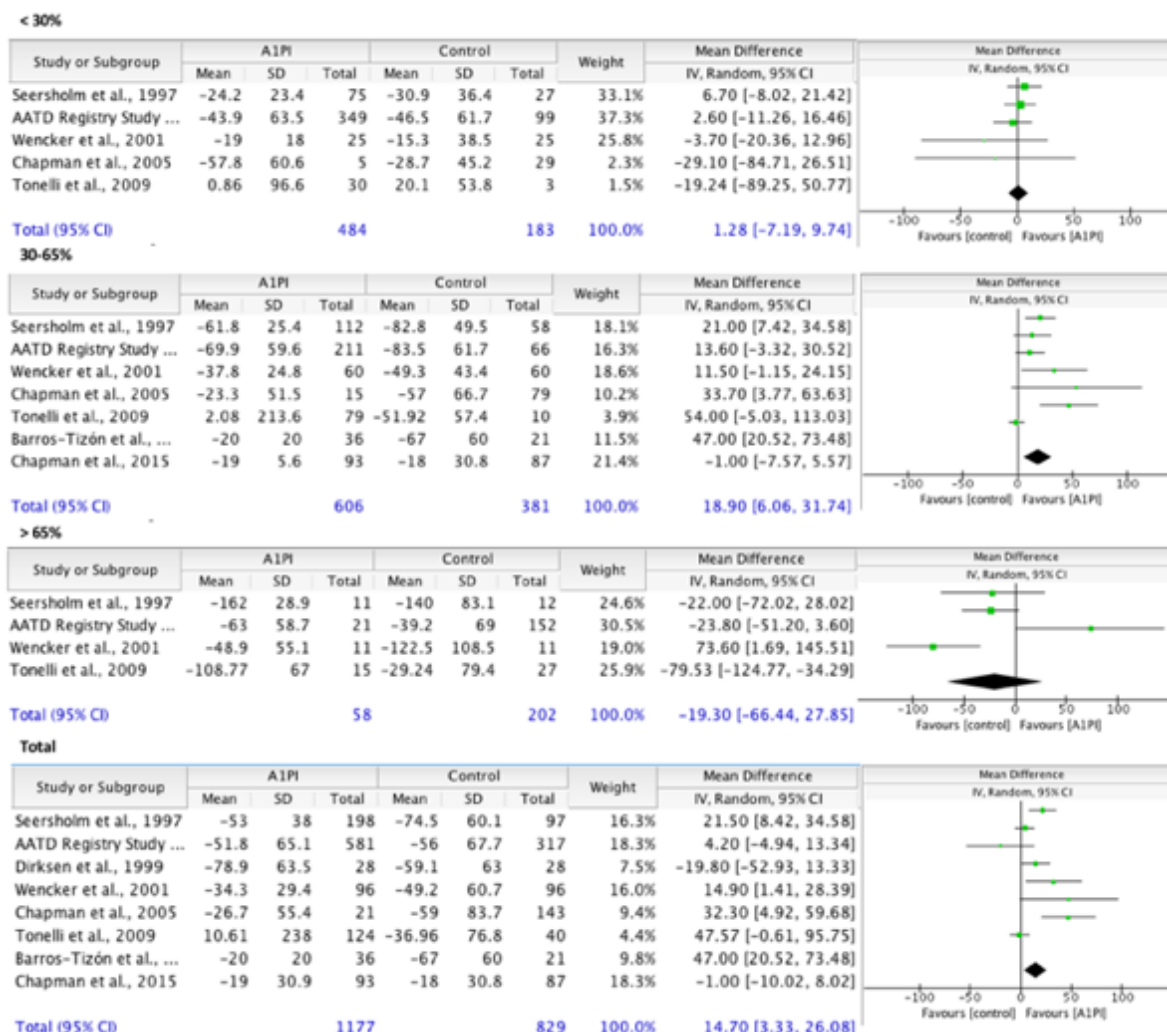 < 30%
Study or Subgroup A1PI Control Weight Mean Difference Mean Difference
Mean SD Total Mean SD Total IV, Random, 95% CI IV, Random, 95% CI
Seersholm et al., 1997 -24.2 23.4 75 -30.9 36.4 27 33.1% 6.70 [-8.02, 21.42]
AATD Registry Study ... -43.9 63.5 349 -46.5 61.7 99 37.3% 2.60 [-11.26, 16.46]
Wencker et al., 2001 -19 18 25 -15.3 38.5 25 25.8% -3.70 [-20.36, 12.96]
Chapman et al., 2005 -57.8 60.6 5 -28.7 45.2 29 2.3% -29.10 [-84.71, 26.51]
Tonelli et al., 2009 0.86 96.6 30 20.1 53.8 3 1.5% -19.24 [-89.25, 50.77]
Total (95% CI) 484 183 100.0% 1.28 [-7.19, 9.74]
-100 -50 0 50 100
Favours [control] Favours [A1PI]
30-65%
Study or Subgroup A1PI Control Weight Mean Difference Mean Difference
Mean SD Total Mean SD Total IV, Random, 95% CI IV, Random, 95% CI
Seersholm et al., 1997 -61.8 25.4 112 -82.8 49.5 58 18.1% 21.00 [7.42, 34.58]
AATD Registry Study ... -69.9 59.6 211 -83.5 61.7 66 16.3% 13.60 [-3.32, 30.52]
Wencker et al., 2001 -37.8 24.8 60 -49.3 43.4 60 18.6% 11.50 [-1.15, 24.15]
Chapman et al., 2005 -23.3 51.5 15 -57 66.7 79 10.2% 33.70 [3.77, 63.63]
Tonelli et al., 2009 2.08 213.6 79 -51.92 57.4 10 3.9% 54.00 [-5.03, 113.03]
Barros-Tizón et al., ... -20 20 36 -67 60 21 11.5% 47.00 [20.52, 73.48]
Chapman et al., 2015 -19 5.6 93 -18 30.8 87 21.4% -1.00 [-7.57, 5.57]
Total (95% CI) 606 381 100.0% 18.90 [6.06, 31.74]
-100 -50 0 50 100
Favours [control] Favours [A1PI]
> 65%
Study or Subgroup A1PI Control Weight Mean Difference Mean Difference
Mean SD Total Mean SD Total IV, Random, 95% CI IV, Random, 95% CI
Seersholm et al., 1997 -162 28.9 11 -140 83.1 12 24.6% -22.00 [-72.02, 28.02]
AATD Registry Study ... -63 58.7 21 -39.2 69 152 30.5% -23.80 [-51.20, 3.60]
Wencker et al., 2001 -48.9 55.1 11 -122.5 108.5 11 19.0% 73.60 [1.69, 145.51]
Tonelli et al., 2009 -108.77 67 15 -29.24 79.4 27 25.9% -79.53 [-124.77, -34.29]
Total (95% CI) 58 202 100.0% -19.30 [-66.44, 27.85]
-100 -50 0 50 100
Favours [control] Favours [A1PI]
Total
Study or Subgroup A1PI Control Weight Mean Difference Mean Difference
Mean SD Total Mean SD Total IV, Random, 95% CI IV, Random, 95% CI
Seersholm et al., 1997 -53 38 198 -74.5 60.1 97 16.3% 21.50 [8.42, 34.58]
AATD Registry Study ... -51.8 65.1 581 -56 67.7 317 18.3% 4.20 [-4.94, 13.34]
Dirksen et al., 1999 -78.9 63.5 28 -59.1 63 28 7.5% -19.80 [-52.93, 13.33]
Wencker et al., 2001 -34.3 29.4 96 -49.2 60.7 96 16.0% 14.90 [1.41, 28.39]
Chapman et al., 2005 -26.7 55.4 21 -59 83.7 143 9.4% 32.30 [4.92, 59.68]
Tonelli et al., 2009 10.61 238 124 -36.96 76.8 40 4.4% 47.57 [-0.61, 95.75]
Barros-Tizón et al., ... -20 20 36 -67 60 21 9.8% 47.00 [20.52, 73.48]
Chapman et al., 2015 -19 30.9 93 -18 30.8 87 18.3% -1.00 [-10.02, 8.02]
-100 -50 0 50 100
Favours [control] Favours [A1PI]
Total (95% CI) 1177 829 100.0% 14.70 [3.33, 26.08]